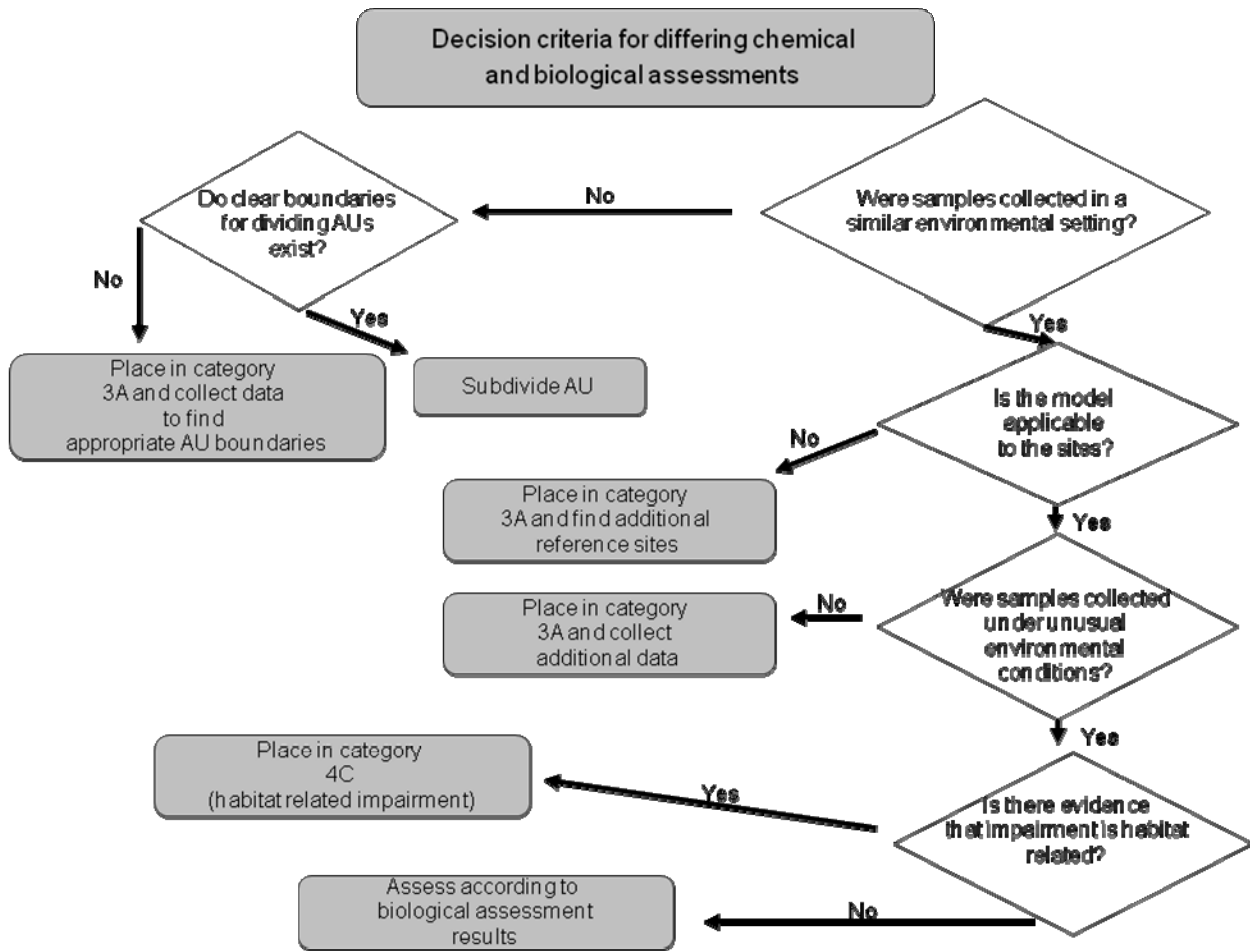 Decision criteria for differing chemical
and biological assessments
Were samples collected in a
similar environmental setting?
No
Do clear boundaries
for dividing AUs
exist?
No
Yes
Place in category
3A and collect data
to find
appropriate AU boundaries
Subdivide AU
Yes
Is the model
applicable
to the sites?
No
Place in category
3A and find additional
reference sites
Yes
Were samples collected
under unusual
environmental
conditions?
No
Place in category
3A and collect
additional data
Yes
Is there evidence
that impairment is habitat
related?
Yes
Place in category
4C
(habitat related impairment)
No
Assess according to
biological assessment
results